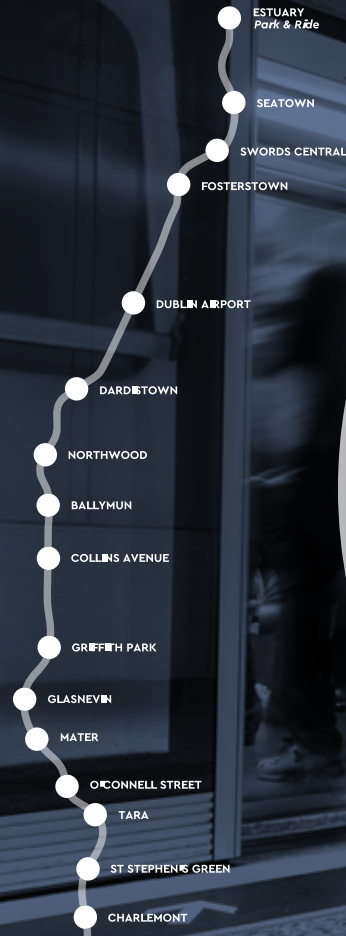 ESTUARY
Park & Ride
SEATOWN
SWORDS CENTRAL
FOSTERSTOWN
DUBLIN AIRPORT
DARDISTOWN
NORTHWOOD
BALLYMUN
COLLINS AVENUE
GRIFFITH PARK
GLASNEVIN
MATER
O'CONNELL STREET
TARA
ST STEPHEN'S GREEN
CHARLEMONT